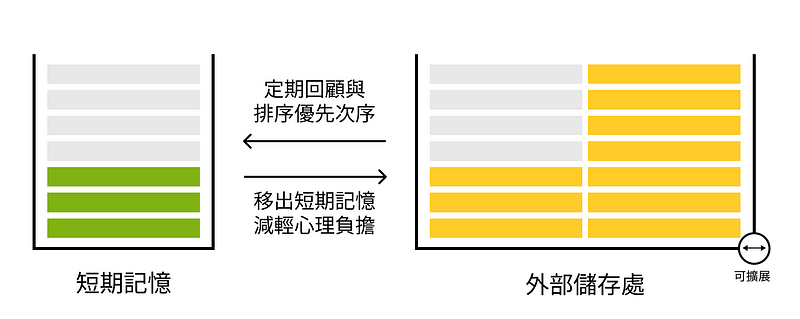 定期回顧與
排序優先次序
移出短期記憶
減輕心理負擔
短期記憶
外部儲存處
可擴展